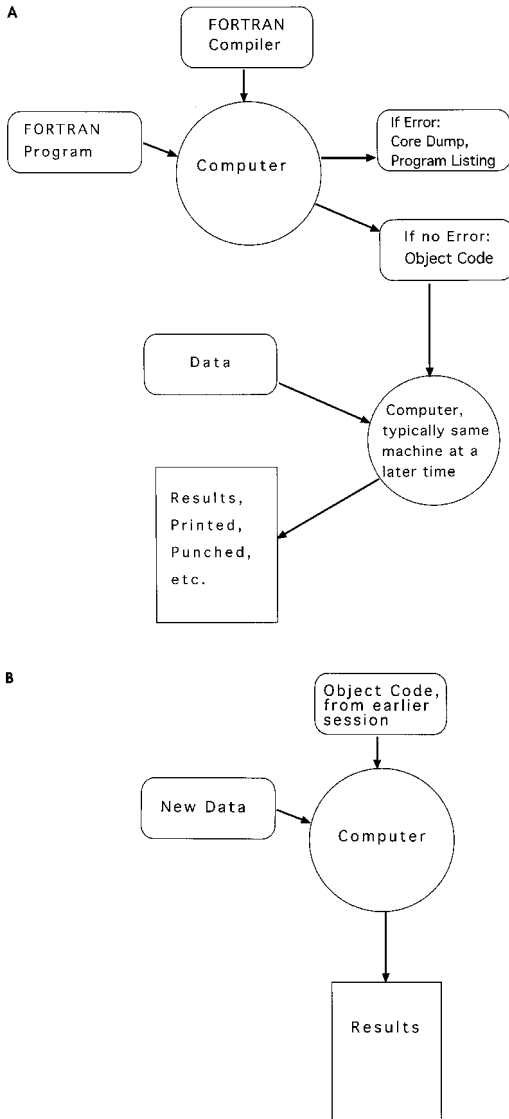 A
FORTRAN
Compiler
FORTRAN
Program
Computer
If Error:
Core Dump,
Program Listing
If no Error:
Object Code
Data
Computer,
typically same
machine at a
later time
Results,
Printed,
Punched,
etc.
B
Object Code,
from earlier
session
New Data
Computer
Results